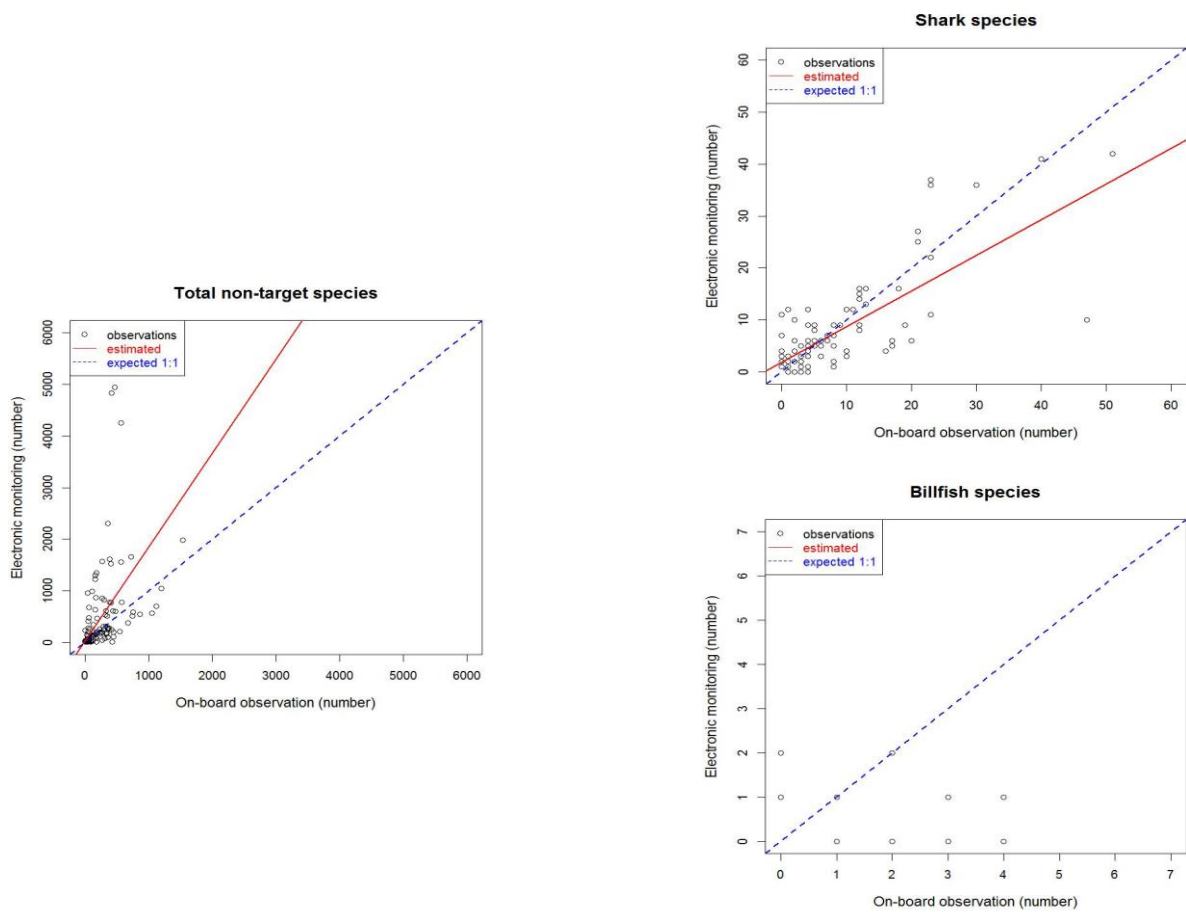 Total non-target species
observations
estimated
expected 1:1
6000
5000
4000
3000
2000
1000
0
Electronic monitoring (number)
0 1000 2000 3000 4000 5000 6000
On-board observation (number)
Shark species
observations
estimated
expected 1:1
60
50
40
30
20
10
0
Electronic monitoring (number)
0 10 20 30 40 50 60
On-board observation (number)
Billfish species
observations
estimated
expected 1:1
7
6
5
4
3
2
1
0
Electronic monitoring (number)
0 1 2 3 4 5 6 7
On-board observation (number)